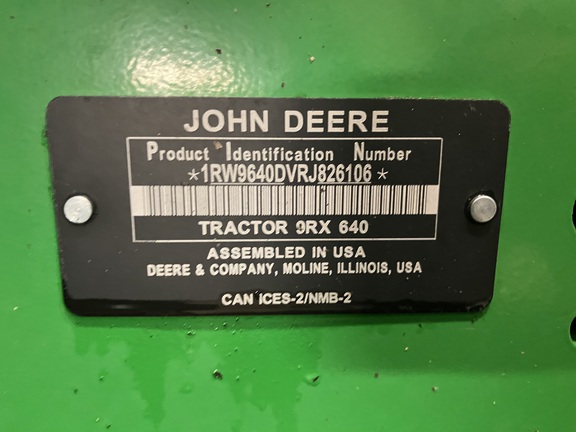 JOHN DEERE
Product Identification Number
*1RW9640DVRJ826106*
TRACTOR 9RX 640
ASSEMBLED IN USA
DEERE & COMPANY, MOLINE, ILLINOIS, USA
CAN ICES-2/NMB-2